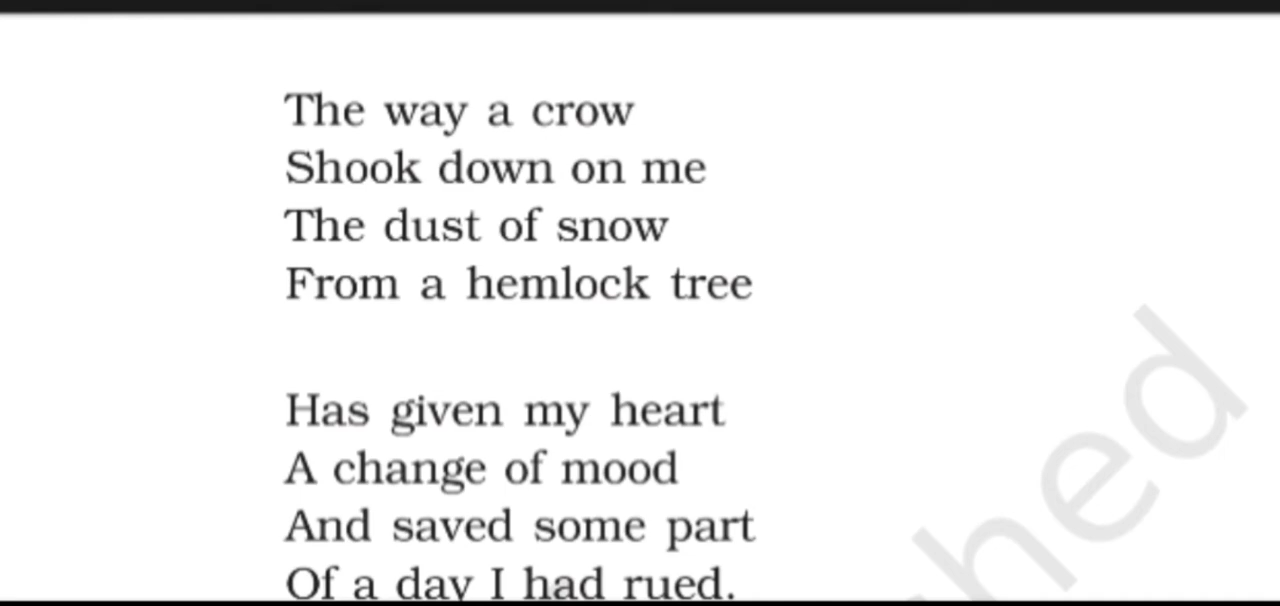 The way a crow
Shook down on me
The dust of snow
From a hemlock tree
Has given my heart
A change of mood
And saved some part
Of a day I had rued.
hed